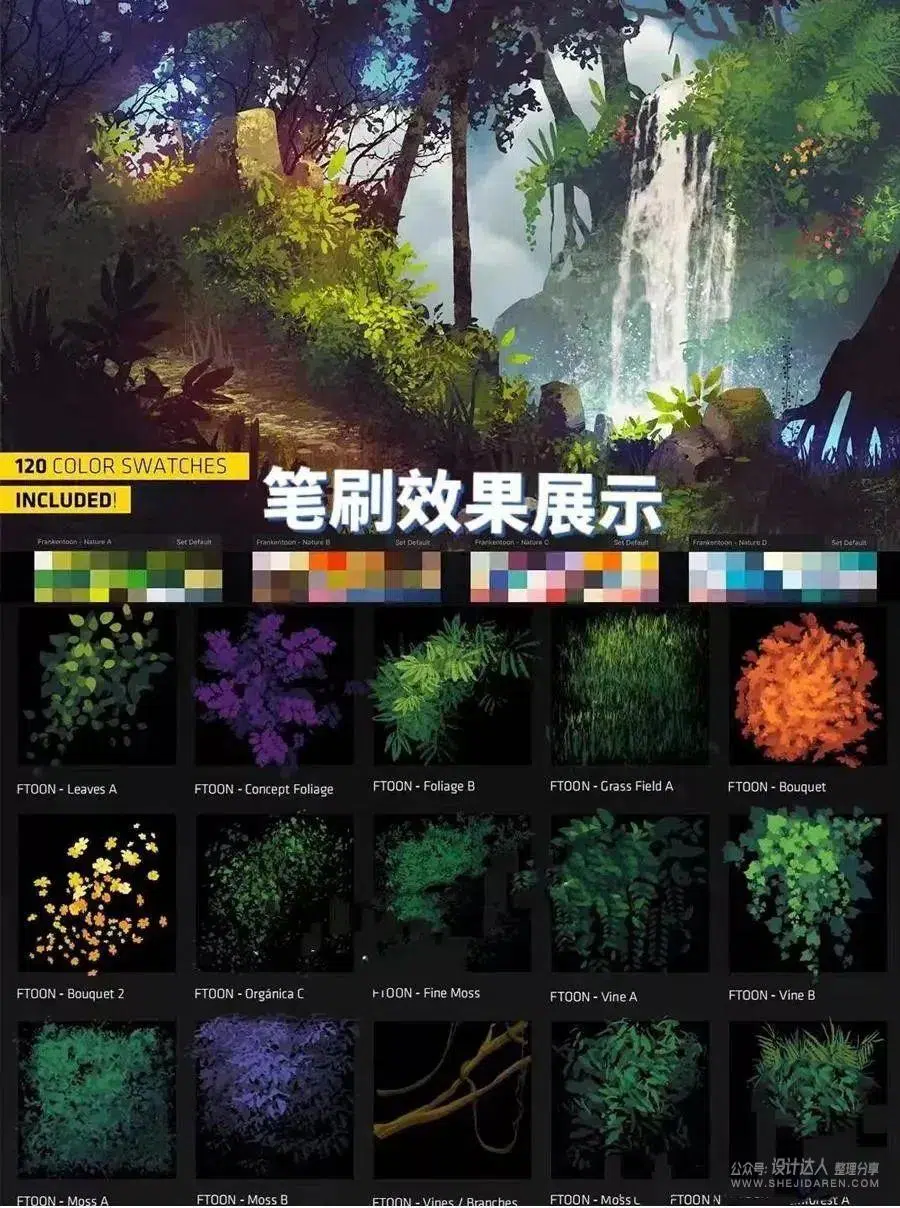 120 COLOR SWATCHES
INCLUDED!
笔刷效果展示
Frankentoon - Nature A Set Default Frankentoon - Nature B Set Default Frankentoon - Nature C Set Default Frankentoon - Nature D Set Default
FTOON - Leaves A FTOON - Concept Foliage FTOON - Foliage B FTOON - Grass Field A FTOON - Bouquet
FTOON - Bouquet 2 FTOON - Orgánica C FTOON - Fine Moss FTOON - Vine A FTOON - Vine B
FTOON - Moss A FTOON - Moss B FTOON - Vines / Branches FTOON - Moss FTOON
公众号: 设计达人 整理分享
WWW.SHEJIDAREN.COM